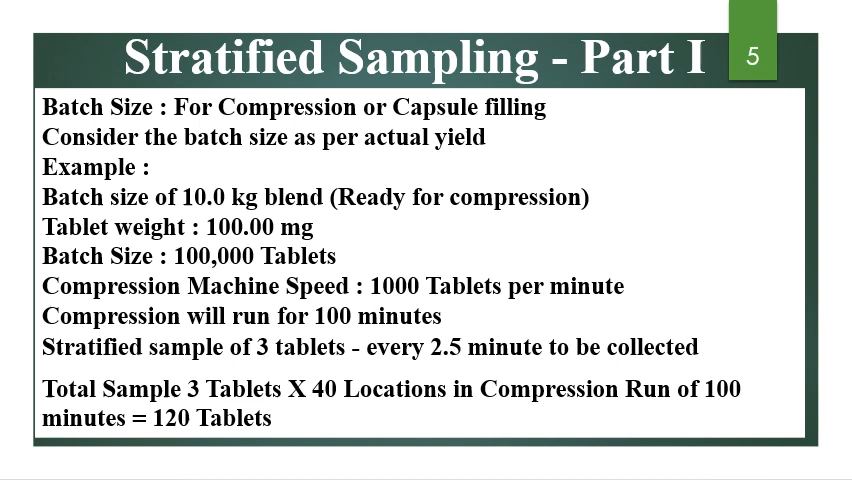 Stratified Sampling - Part I
5
Batch Size : For Compression or Capsule filling
Consider the batch size as per actual yield
Example :
Batch size of 10.0 kg blend (Ready for compression)
Tablet weight : 100.00 mg
Batch Size : 100,000 Tablets
Compression Machine Speed : 1000 Tablets per minute
Compression will run for 100 minutes
Stratified sample of 3 tablets - every 2.5 minute to be collected
Total Sample 3 Tablets X 40 Locations in Compression Run of 100
minutes = 120 Tablets